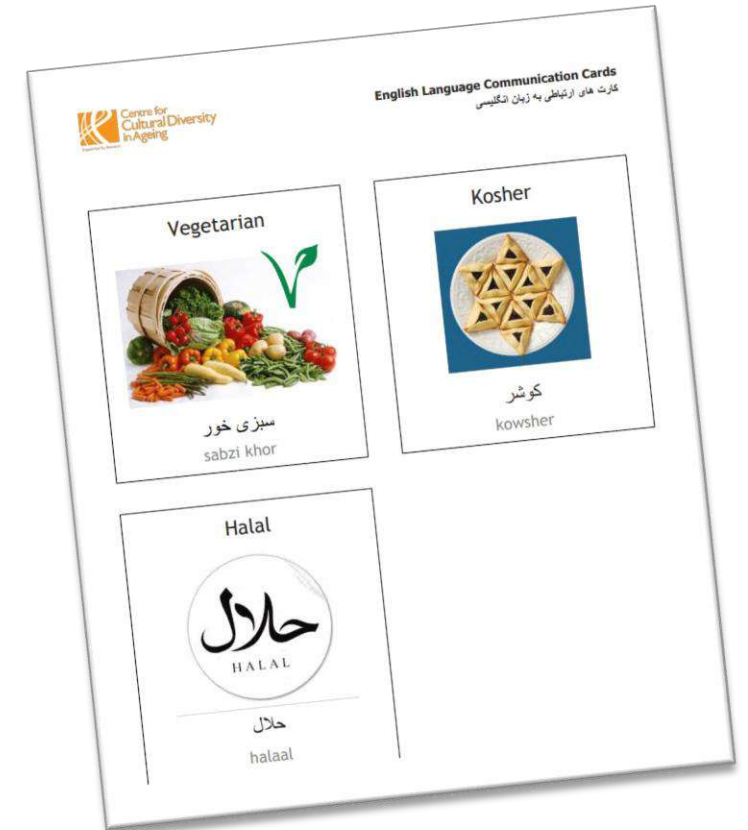 Centre for
Cultural Diversity
in Ageing
English Language Communication Cards
کارت های ارتباطی به زبان انگلیسی
Vegetarian
سبزی خور
sabzi khor
Kosher
کوشر
kowsher
Halal
حلال
HALAL
حلال
halaal